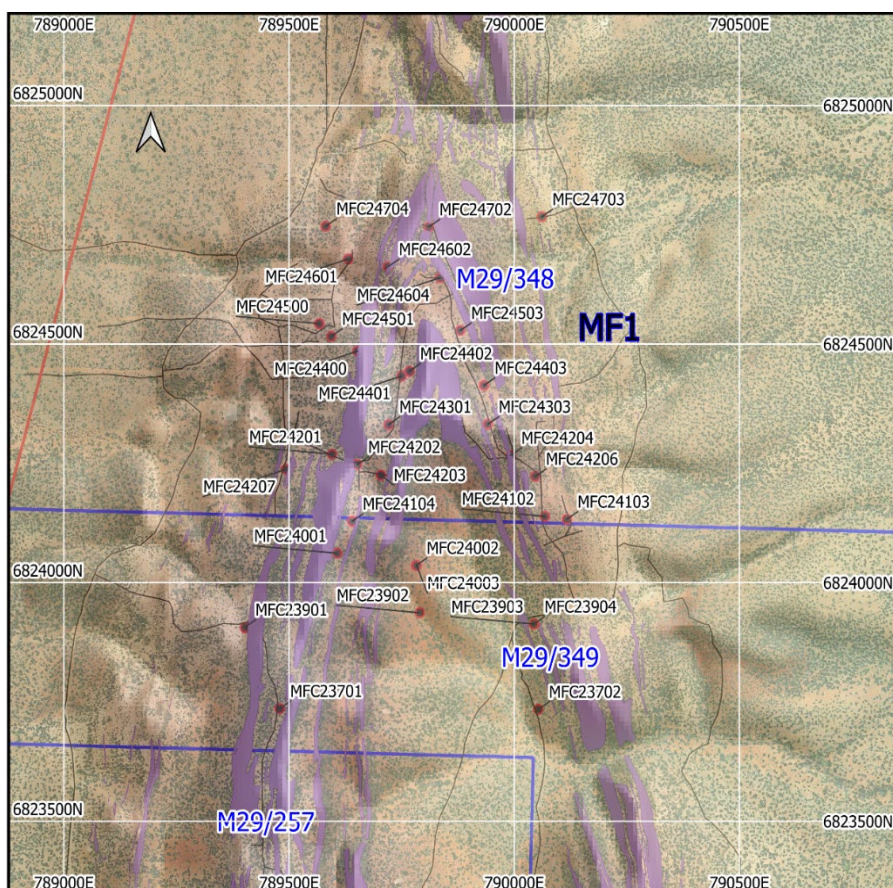 789000E
789500E
790000E
790500E
6825000N
6825000N
MFC24704
MFC24702
MFC24703
MFC24602
MFC24601
MFC24604
M29/348
MFC24500
MFC24501
MFC24503
MF1
6824500N
6824500N
MFC24400
MFC24402
MFC24403
MFC24401
MFC24301
MFC24303
MFC24201
MFC24202
MFC24204
MFC24203
MFC24206
MFC24207
MFC24104
MFC24102
MFC24103
MFC24001
MFC24002
6824000N
MFC24003
6824000N
MFC23901
MFC23902
MFC23903
MFC23904
M29/349
MFC23701
MFC23702
6823500N
M29/257
6823500N
789000E
789500E
790000E
790500E